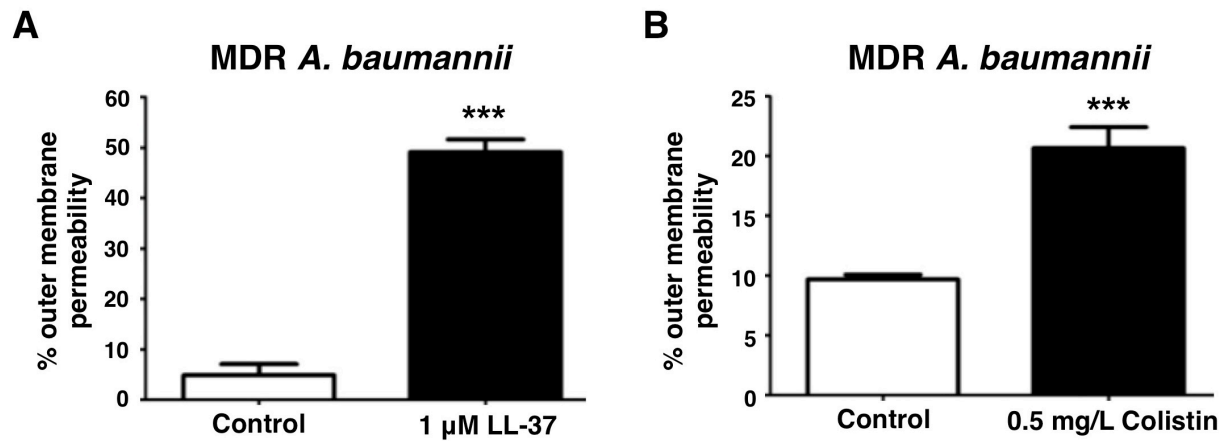 A
MDR A. baumannii
% outer membrane
permeability
60
50
40
30
20
10
0
***
Control
1 µM LL-37
B
MDR A. baumannii
% outer membrane
permeability
25
20
15
10
5
0
***
Control
0.5 mg/L Colistin